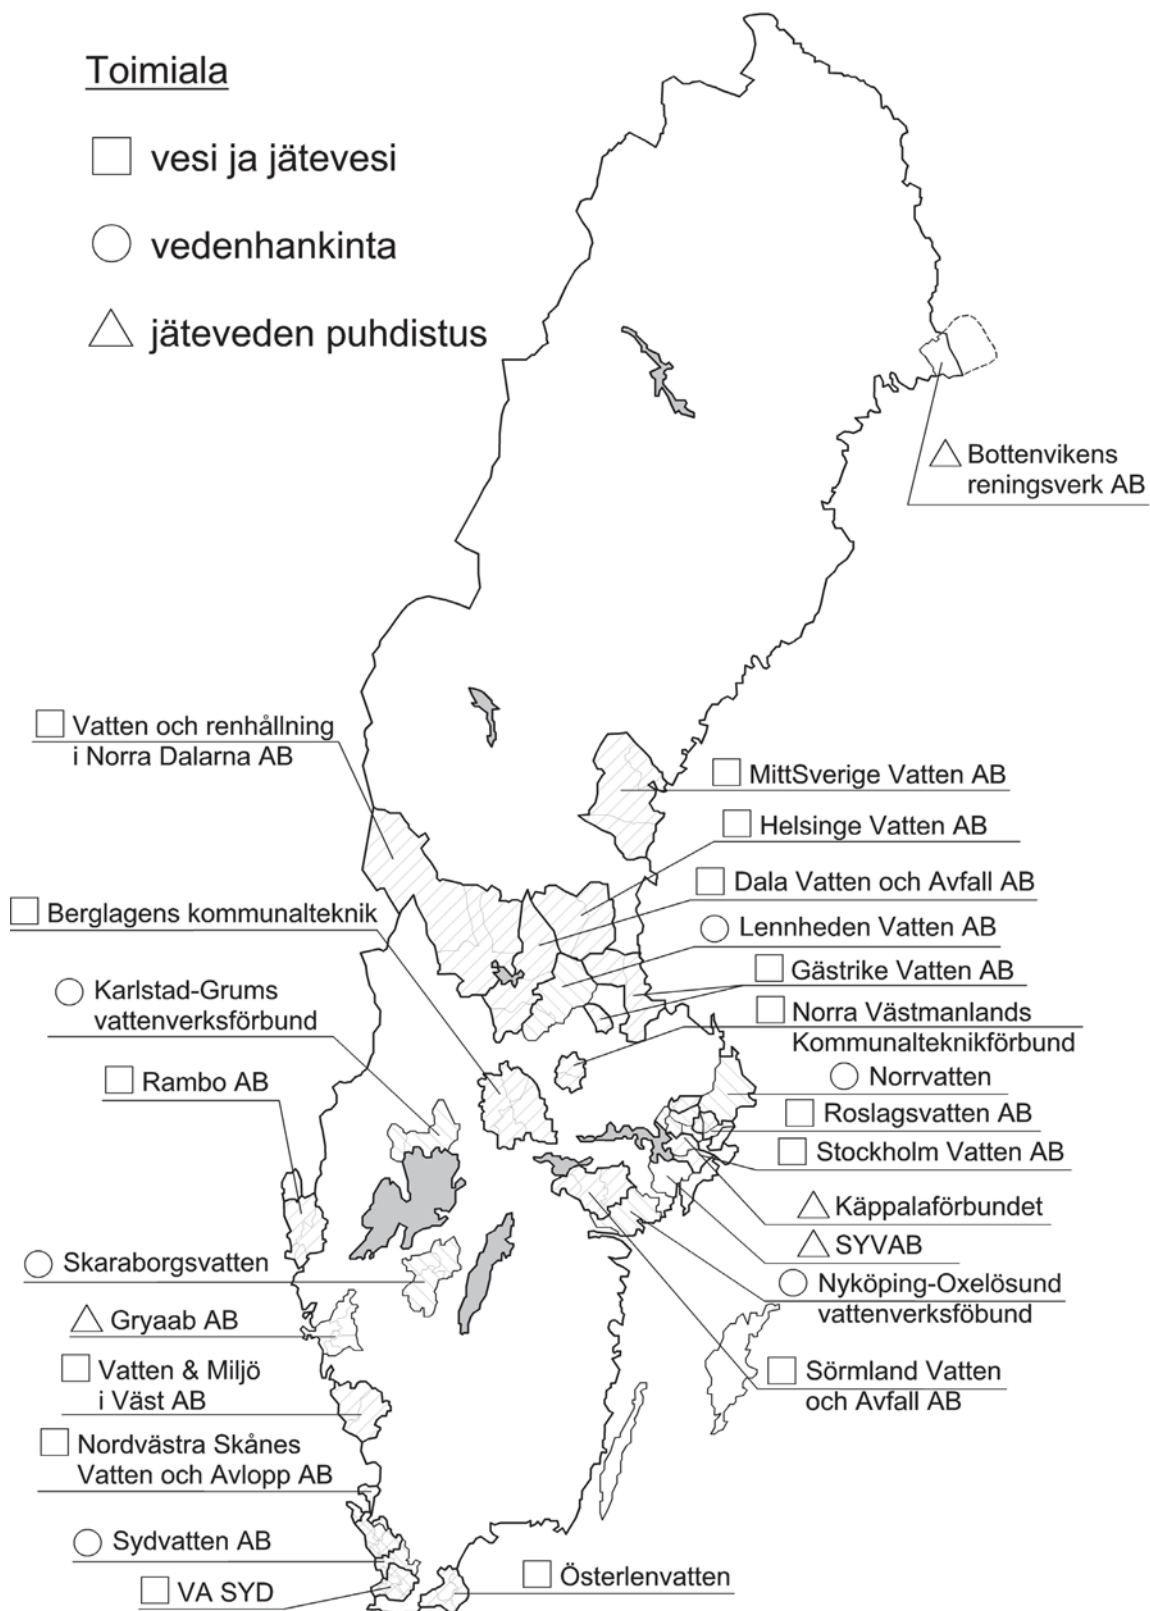 Toimiala
vesi ja jätevesi
vedenhankinta
jäteveden puhdistus
Bottenvikens
reningsverk AB
Vatten och renhållning
i Norra Dalarna AB
MittSverige Vatten AB
Helsinge Vatten AB
Dala Vatten och Avfall AB
Berglagens kommunalteknik
Lennheden Vatten AB
Gästrike Vatten AB
Karlstad-Grums
vattenverksförbund
Norra Västmanlands
Kommunalteknikförbund
Rambo AB
Norrvatten
Roslagsvatten AB
Stockholm Vatten AB
Käppalaförbundet
SYVAB
Skaraborgsvatten
Nyköping-Oxelösund
vattenverksföbund
Gryaab AB
Vatten & Miljö
i Väst AB
Sörmland Vatten
och Avfall AB
Nordvästra Skånes
Vatten och Avlopp AB
Sydvatten AB
VA SYD
Österlenvatten